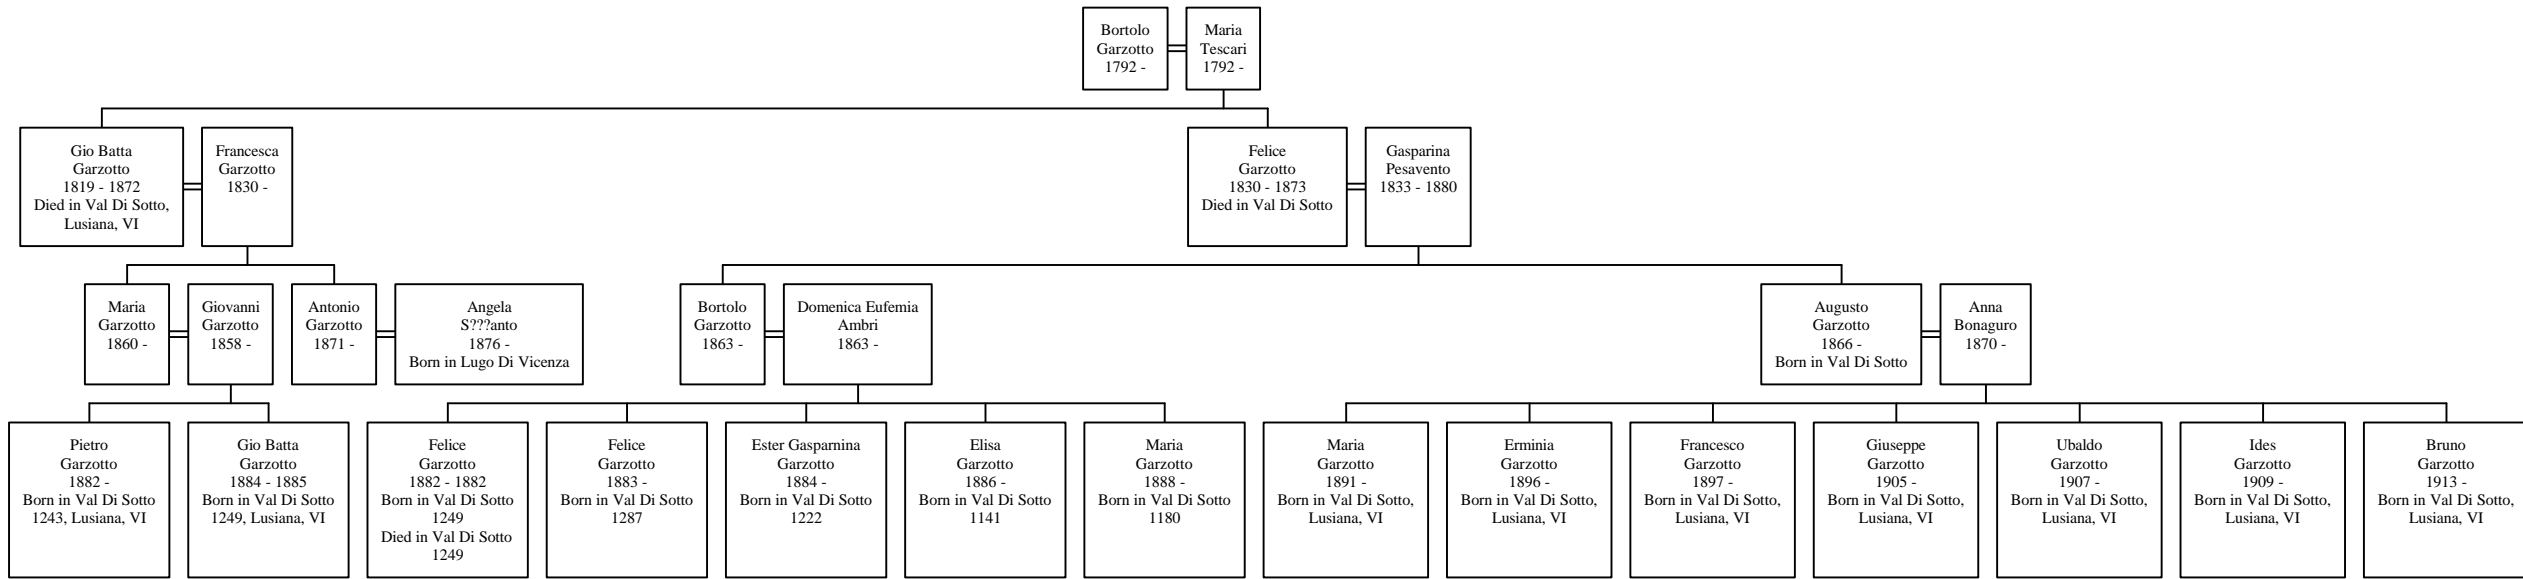 Bortolo
Garzotto
1792 -
Maria
Tescari
1792 -
Gio Batta
Garzotto
1819 - 1872
Died in Val Di Sotto,
Lusiana, VI
Francesca
Garzotto
1830 -
Felice
Garzotto
1830 - 1873
Died in Val Di Sotto
Gasparina
Pesavento
1833 - 1880
Maria
Garzotto
1860 -
Giovanni
Garzotto
1858 -
Antonio
Garzotto
1871 -
Angela
S???anto
1876 -
Born in Lugo Di Vicenza
Bortolo
Garzotto
1863 -
Domenica Eufemia
Ambri
1863 -
Augusto
Garzotto
1866 -
Born in Val Di Sotto
Anna
Bonaguro
1870 -
Pietro
Garzotto
1882 -
Born in Val Di Sotto
1243, Lusiana, VI
Gio Batta
Garzotto
1884 - 1885
Born in Val Di Sotto
1249, Lusiana, VI
Felice
Garzotto
1882 - 1882
Born in Val Di Sotto
1249
Died in Val Di Sotto
1249
Felice
Garzotto
1883 -
Born in Val Di Sotto
1287
Ester Gasparnina
Garzotto
1884 -
Born in Val Di Sotto
1222
Elisa
Garzotto
1886 -
Born in Val Di Sotto
1141
Maria
Garzotto
1888 -
Born in Val Di Sotto
1180
Maria
Garzotto
1891 -
Born in Val Di Sotto,
Lusiana, VI
Erminia
Garzotto
1896 -
Born in Val Di Sotto,
Lusiana, VI
Francesco
Garzotto
1897 -
Born in Val Di Sotto,
Lusiana, VI
Giuseppe
Garzotto
1905 -
Born in Val Di Sotto,
Lusiana, VI
Ubaldo
Garzotto
1907 -
Born in Val Di Sotto,
Lusiana, VI
Ides
Garzotto
1909 -
Born in Val Di Sotto,
Lusiana, VI
Bruno
Garzotto
1913 -
Born in Val Di Sotto,
Lusiana, VI